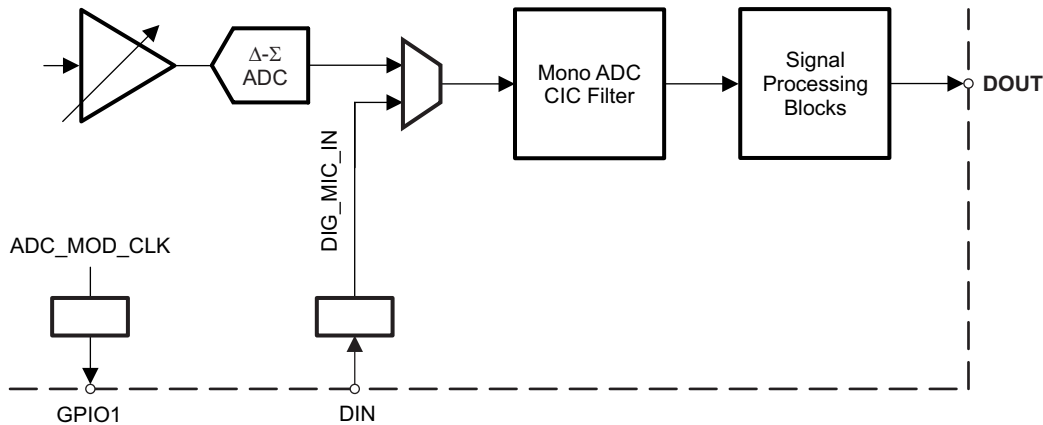 Δ-Σ
ADC
Mono ADC
CIC Filter
Signal
Processing
Blocks
DOUT
DIG_MIC_IN
ADC_MOD_CLK
GPIO1
DIN